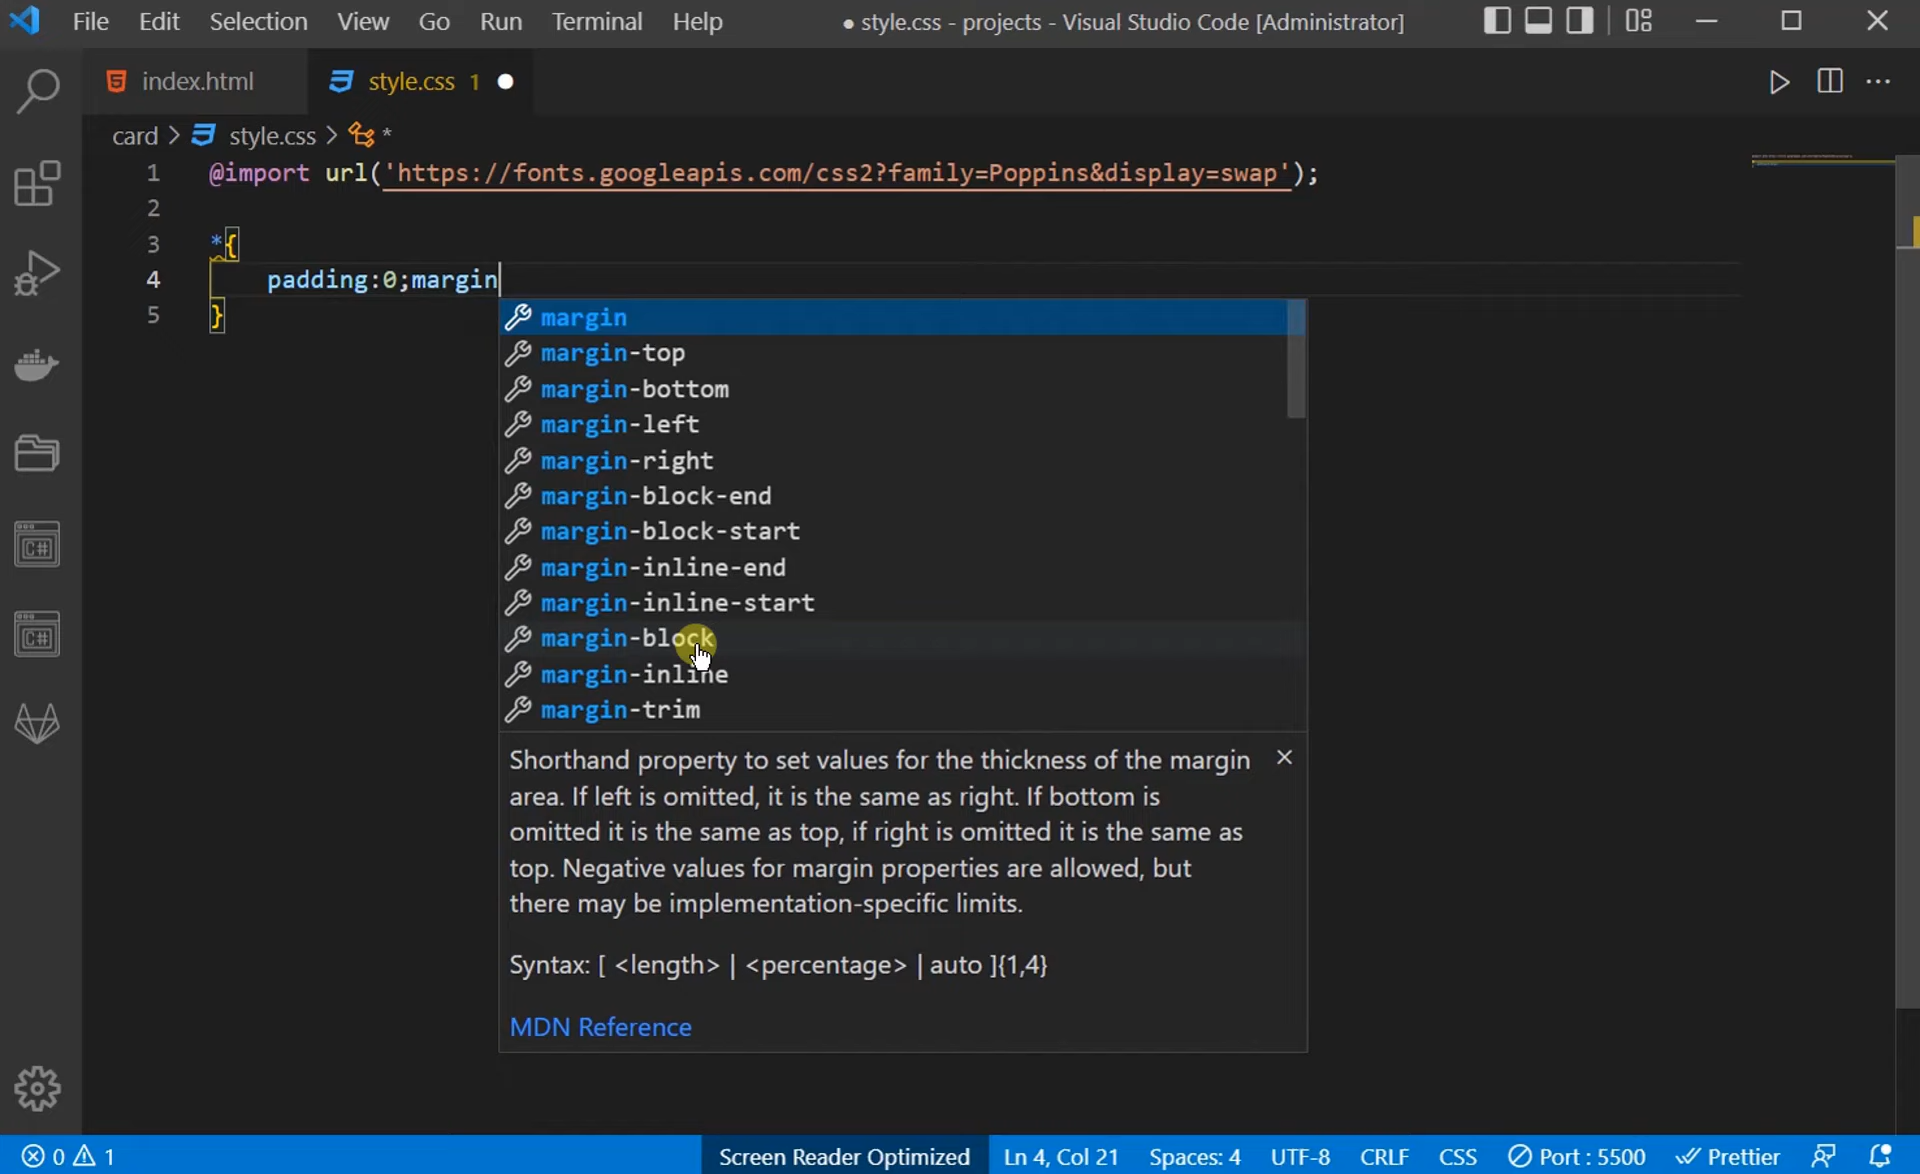 File Edit Selection View Go Run Terminal Help ● style.css - projects - Visual Studio Code [Administrator]
index.html style.css 1 ●
card > style.css > *
1 @import url('https://fonts.googleapis.com/css2?family=Poppins&display=swap');
2
3 *{
4 padding:0;margin
5 }
margin
margin-top
margin-bottom
margin-left
margin-right
margin-block-end
margin-block-start
margin-inline-end
margin-inline-start
margin-block
margin-inline
margin-trim
Shorthand property to set values for the thickness of the margin
area. If left is omitted, it is the same as right. If bottom is
omitted it is the same as top, if right is omitted it is the same as
top. Negative values for margin properties are allowed, but
there may be implementation-specific limits.
Syntax: [ <length> | <percentage> | auto ]{1,4}
MDN Reference
C#
C#
0 1 Screen Reader Optimized Ln 4, Col 21 Spaces: 4 UTF-8 CRLF CSS Port : 5500 Prettier